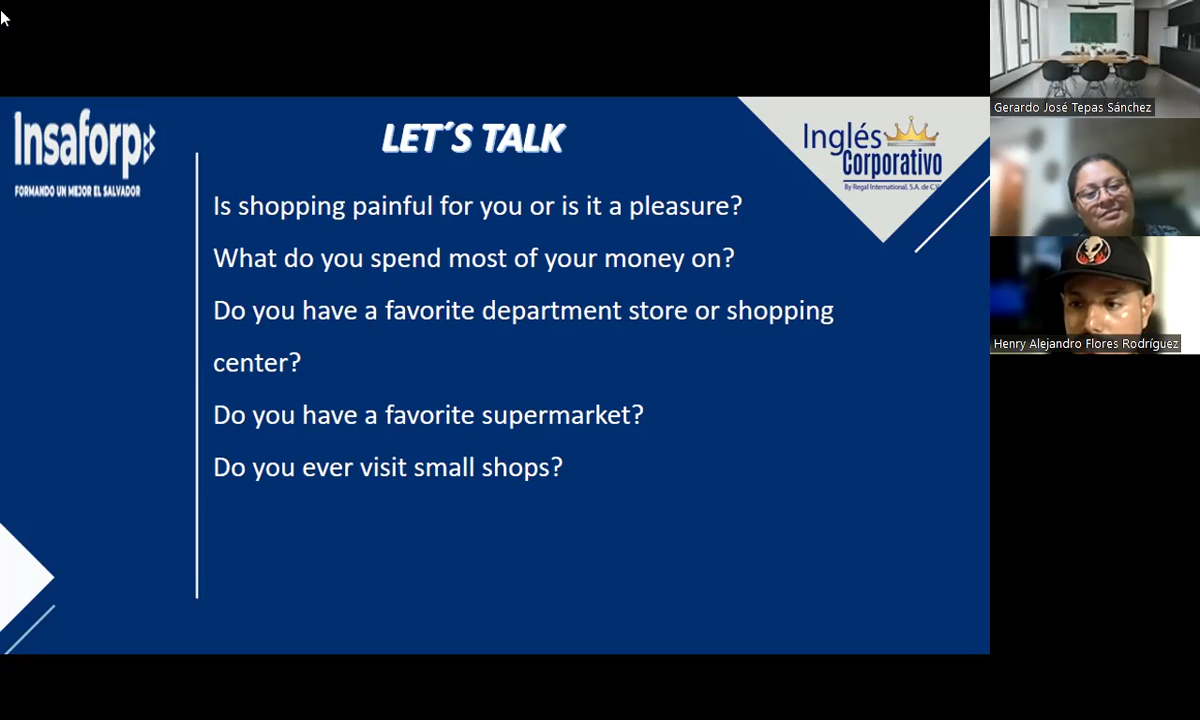 Insaforp
FORMANDO UN MEJOR EL SALVADOR
LET´S TALK
Inglés
Corporativo
By Regal International, S.A. de C.V.
Is shopping painful for you or is it a pleasure?
What do you spend most of your money on?
Do you have a favorite department store or shopping
center?
Do you have a favorite supermarket?
Do you ever visit small shops?
Gerardo José Tepas Sánchez
Henry Alejandro Flores Rodríguez